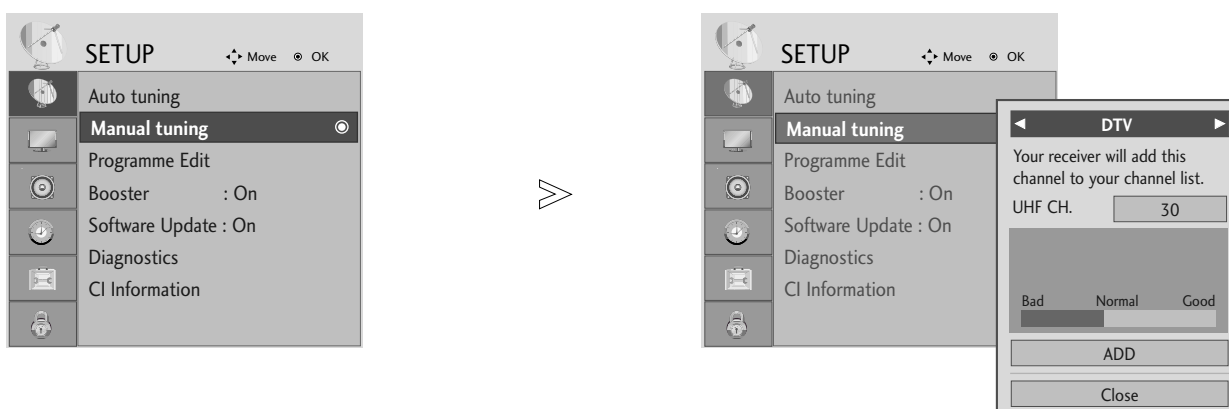 SETUP Move OK
Auto tuning
Manual tuning
Programme Edit
Booster : On
Software Update : On
Diagnostics
CI Information
SETUP Move OK
Auto tuning
Manual tuning
Programme Edit
Booster : On
Software Update : On
Diagnostics
CI Information
◄ DTV ►
Your receiver will add this
channel to your channel list.
UHF CH. 30
Bad Normal Good
ADD
Close